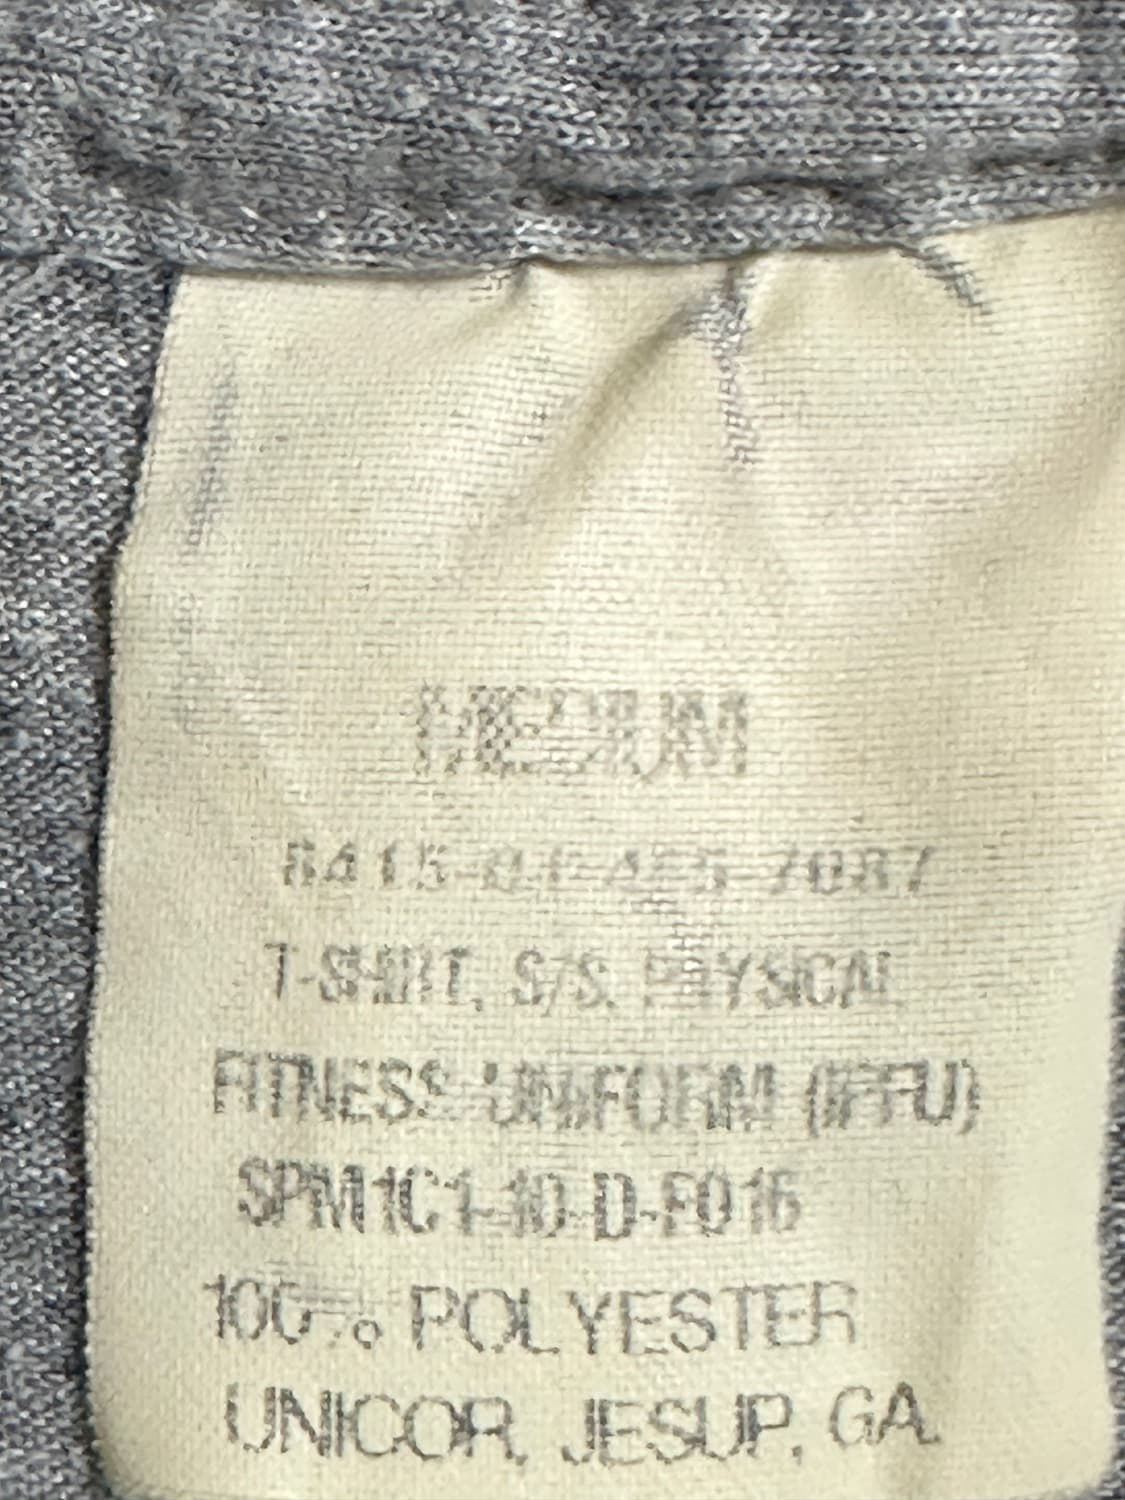 MEDIUM
T-SHIRT, S/S, PHYSICAL
FITNESS UNIFORM (IPFU)
SPM1C1-10-D-F016
100% POLYESTER
UNICOR, JESUP, GA.